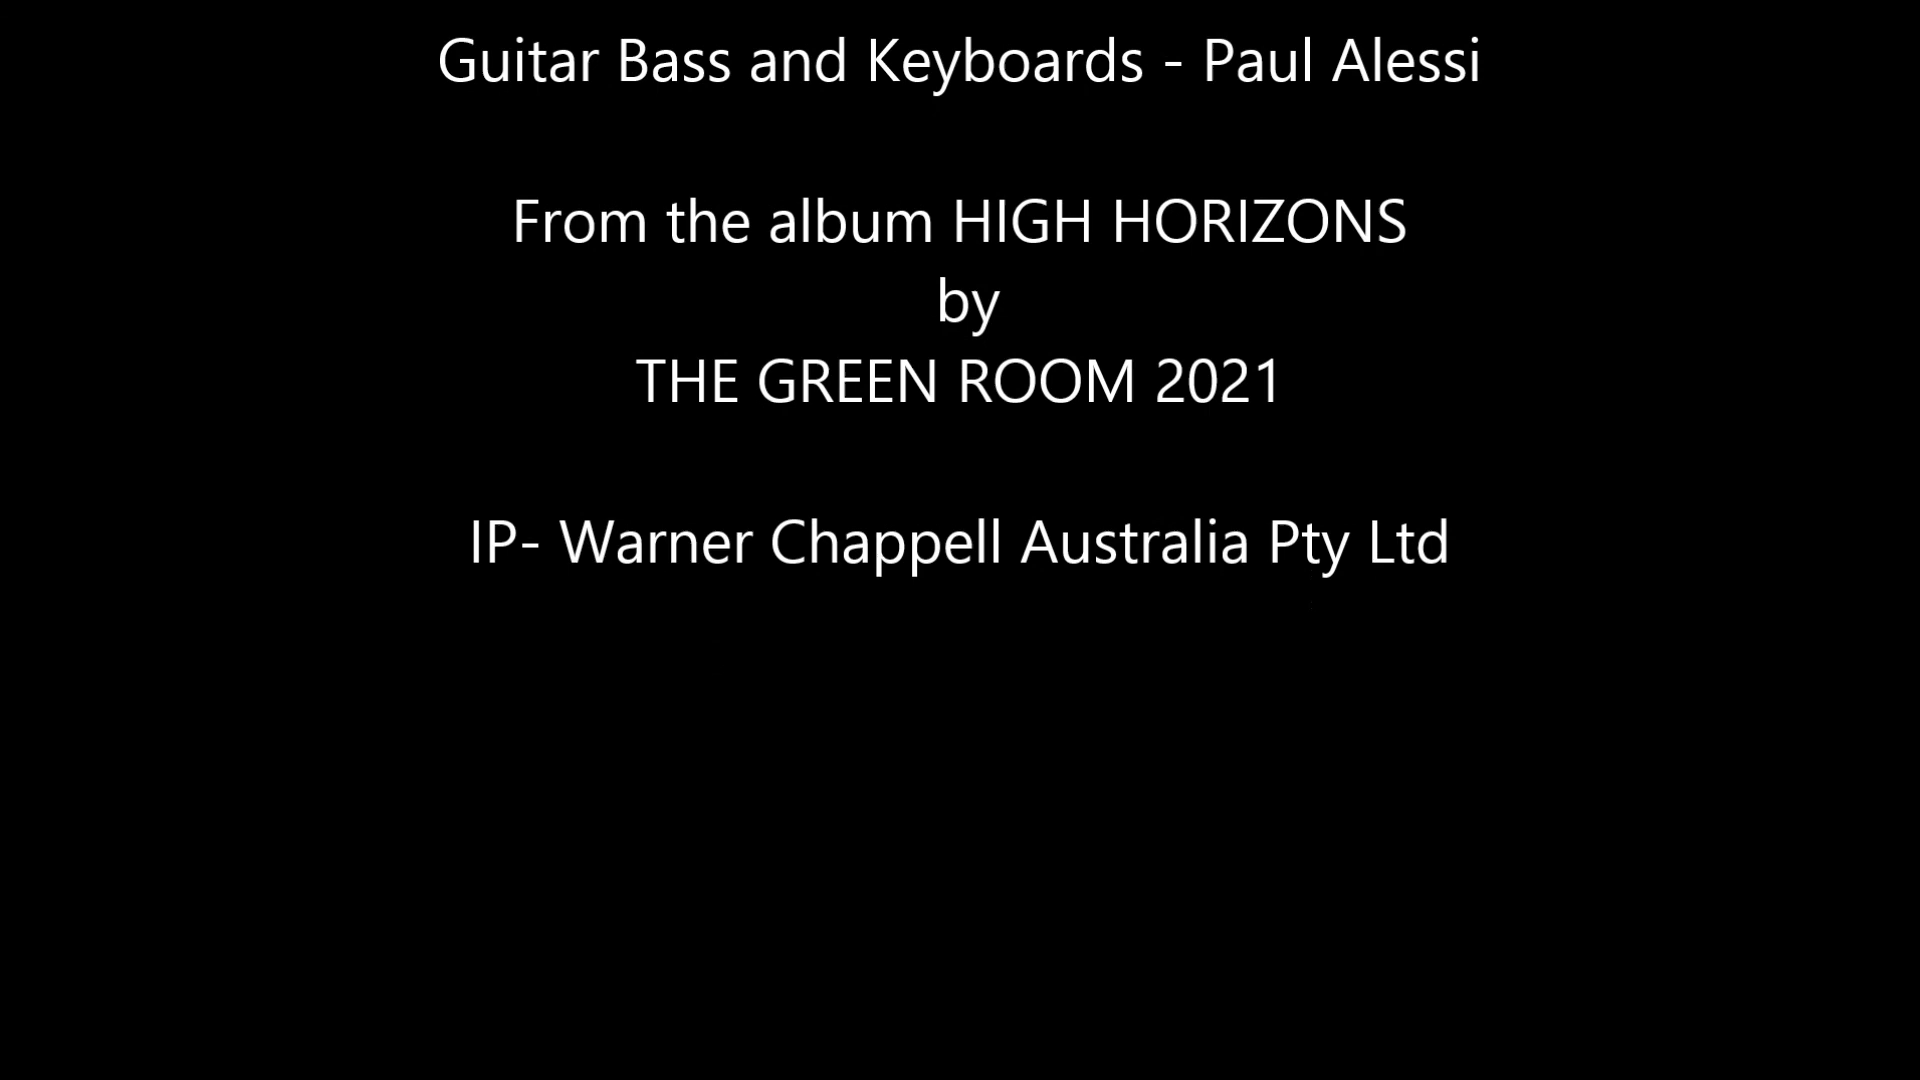 Guitar Bass and Keyboards - Paul Alessi
From the album HIGH HORIZONS
by
THE GREEN ROOM 2021
IP- Warner Chappell Australia Pty Ltd